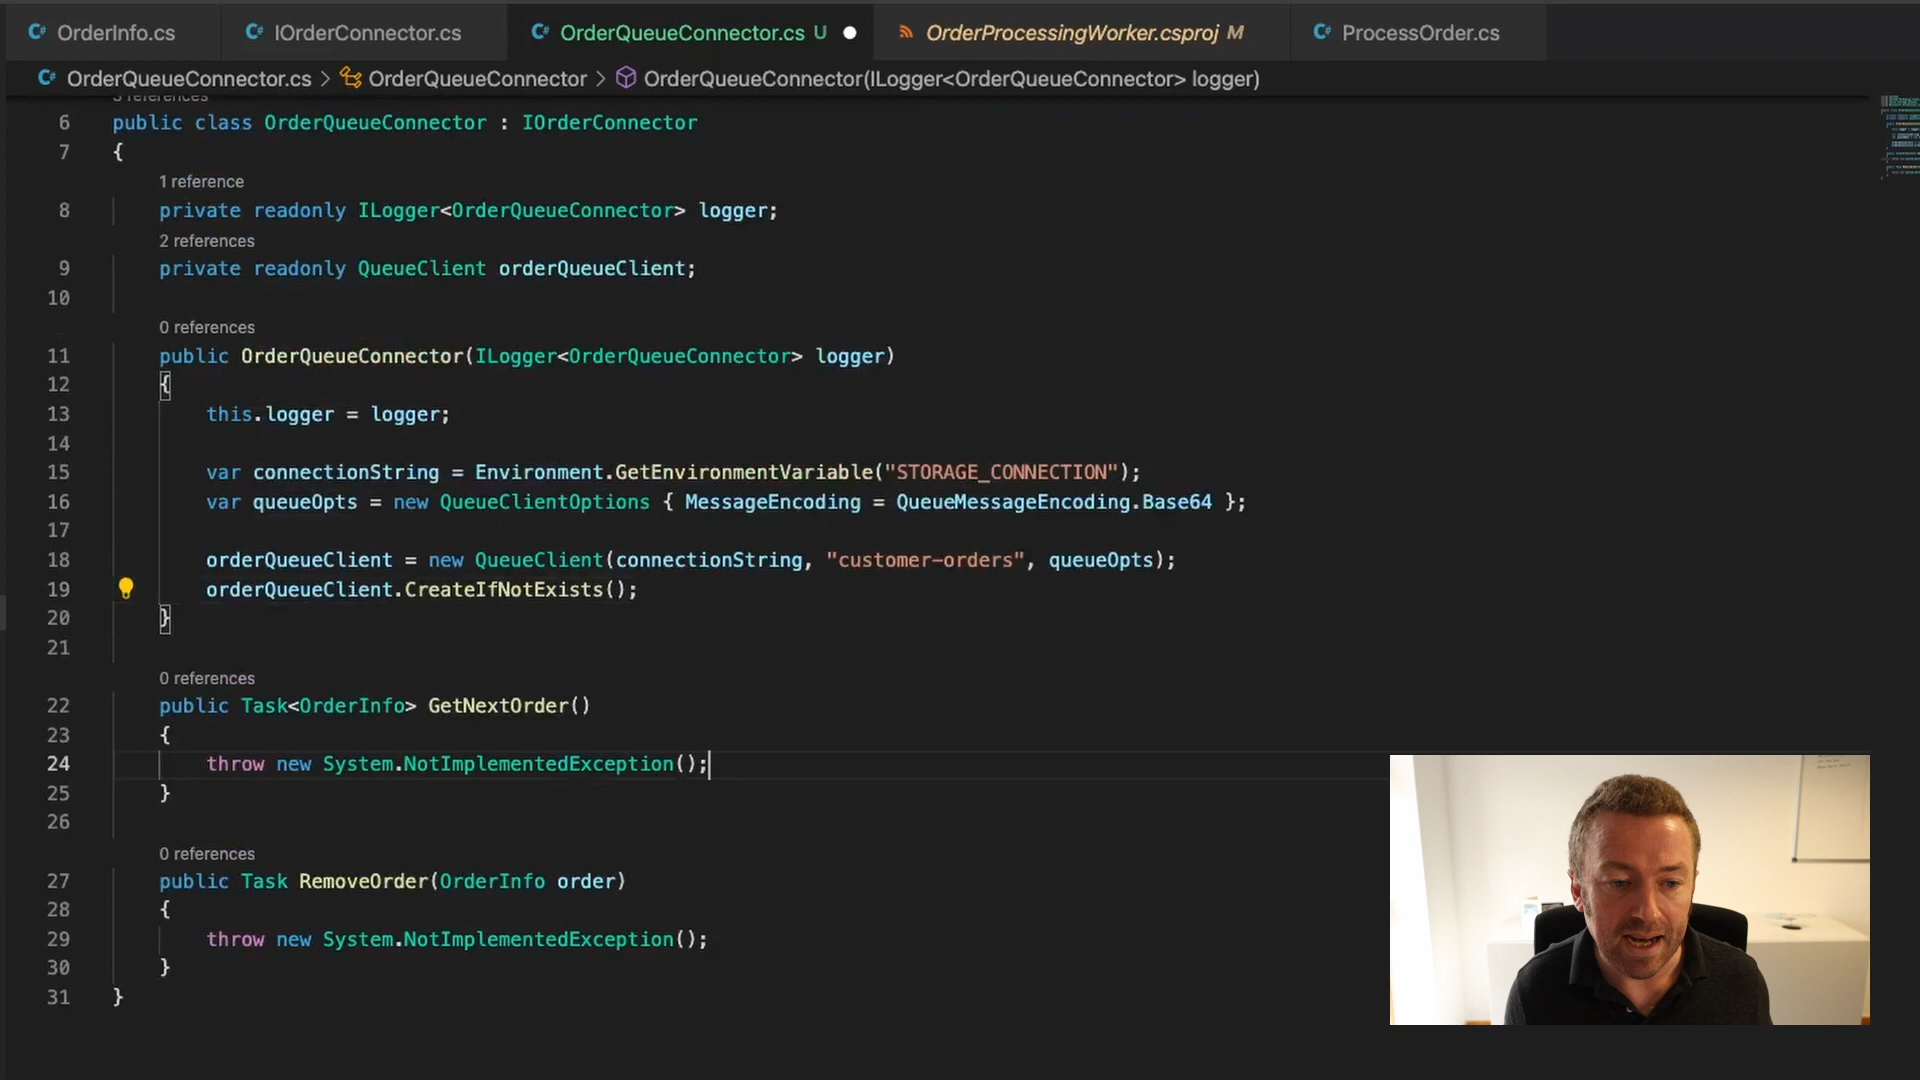 OrderInfo.cs
IOrderConnector.cs
OrderQueueConnector.cs U
OrderProcessingWorker.csproj M
ProcessOrder.cs
OrderQueueConnector.cs > OrderQueueConnector > OrderQueueConnector(ILogger<OrderQueueConnector> logger)
3 references
6 public class OrderQueueConnector : IOrderConnector
7 {
1 reference
8 private readonly ILogger<OrderQueueConnector> logger;
2 references
9 private readonly QueueClient orderQueueClient;
10
0 references
11 public OrderQueueConnector(ILogger<OrderQueueConnector> logger)
12 {
13 this.logger = logger;
14
15 var connectionString = Environment.GetEnvironmentVariable("STORAGE_CONNECTION");
16 var queueOpts = new QueueClientOptions { MessageEncoding = QueueMessageEncoding.Base64 };
17
18 orderQueueClient = new QueueClient(connectionString, "customer-orders", queueOpts);
19 orderQueueClient.CreateIfNotExists();
20 }
21
0 references
22 public Task<OrderInfo> GetNextOrder()
23 {
24 throw new System.NotImplementedException();
25 }
26
0 references
27 public Task RemoveOrder(OrderInfo order)
28 {
29 throw new System.NotImplementedException();
30 }
31 }